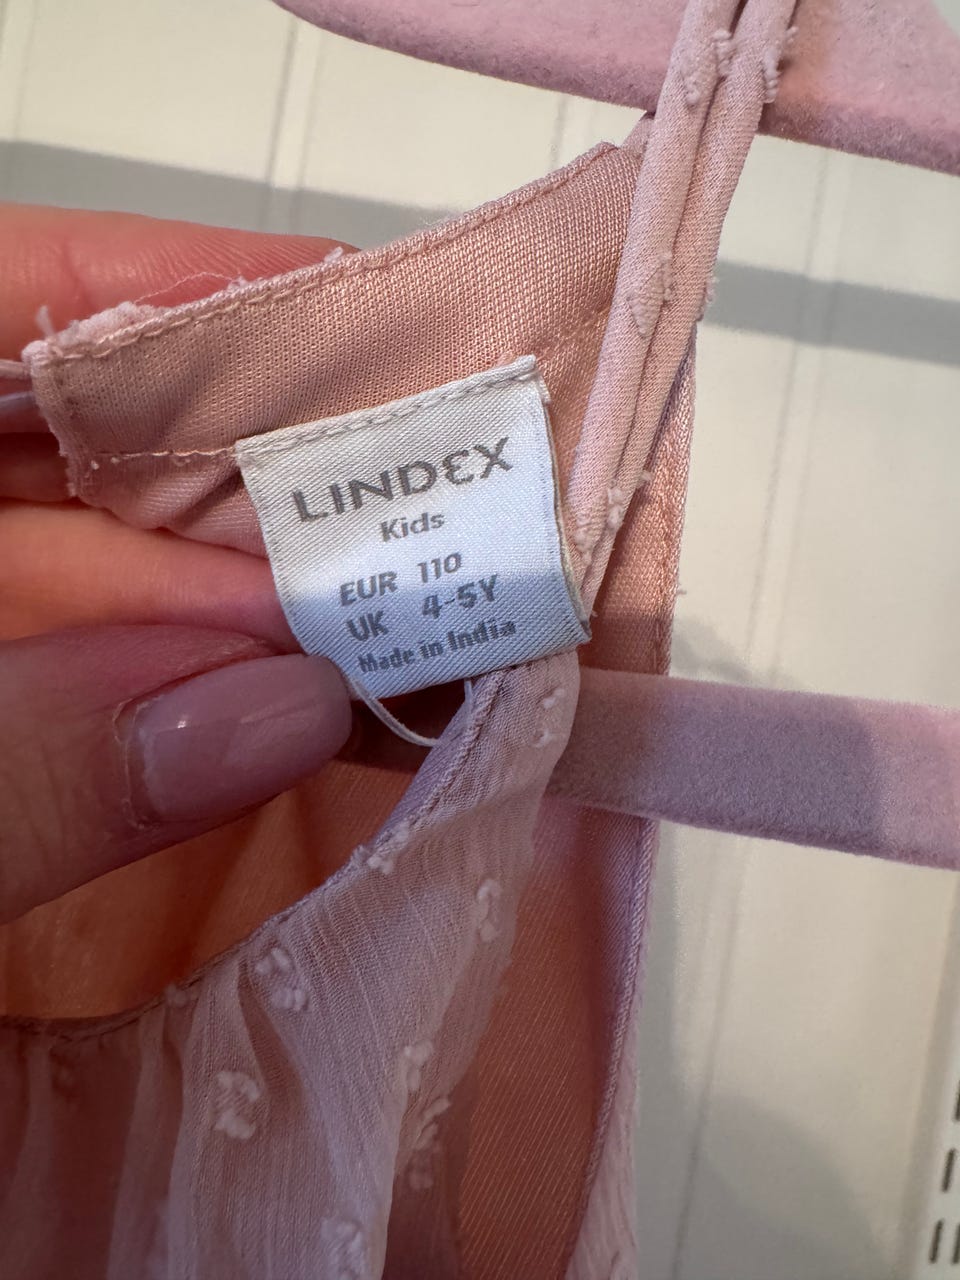 LINDEX
Kids
EUR 110
UK 4-5Y
Made in India